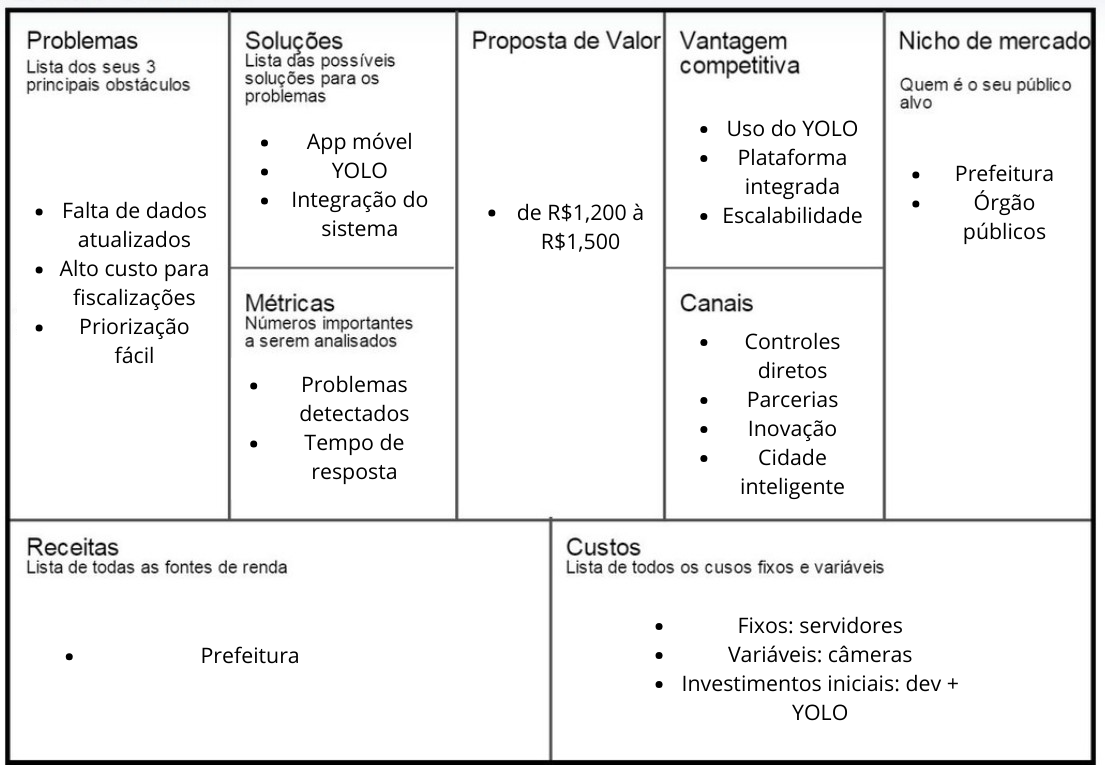 Problemas
Lista dos seus 3
principais obstáculos
• Falta de dados
atualizados
• Alto custo para
fiscalizações
• Priorização
fácil
Soluções
Lista das possíveis
soluções para os
problemas
• App móvel
• YOLO
• Integração do
sistema
Métricas
Números importantes
a serem analisados
• Problemas
detectados
• Tempo de
resposta
Proposta de Valor
• de R$1,200 à
R$1,500
Vantagem
competitiva
• Uso do YOLO
• Plataforma
integrada
• Escalabilidade
Canais
• Controles
diretos
• Parcerias
• Inovação
• Cidade
inteligente
Nicho de mercado
Quem é o seu público
alvo
• Prefeitura
• Órgão
públicos
Receitas
Lista de todas as fontes de renda
• Prefeitura
Custos
Lista de todos os cusos fixos e variáveis
• Fixos: servidores
• Variáveis: câmeras
• Investimentos iniciais: dev +
YOLO